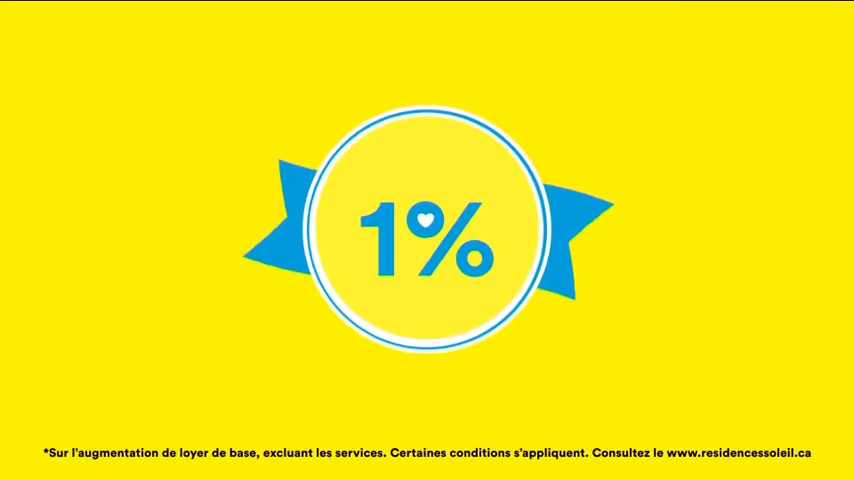 1%
*Sur l'augmentation de loyer de base, excluant les services. Certaines conditions s'appliquent. Consultez le www.residencessoleil.ca